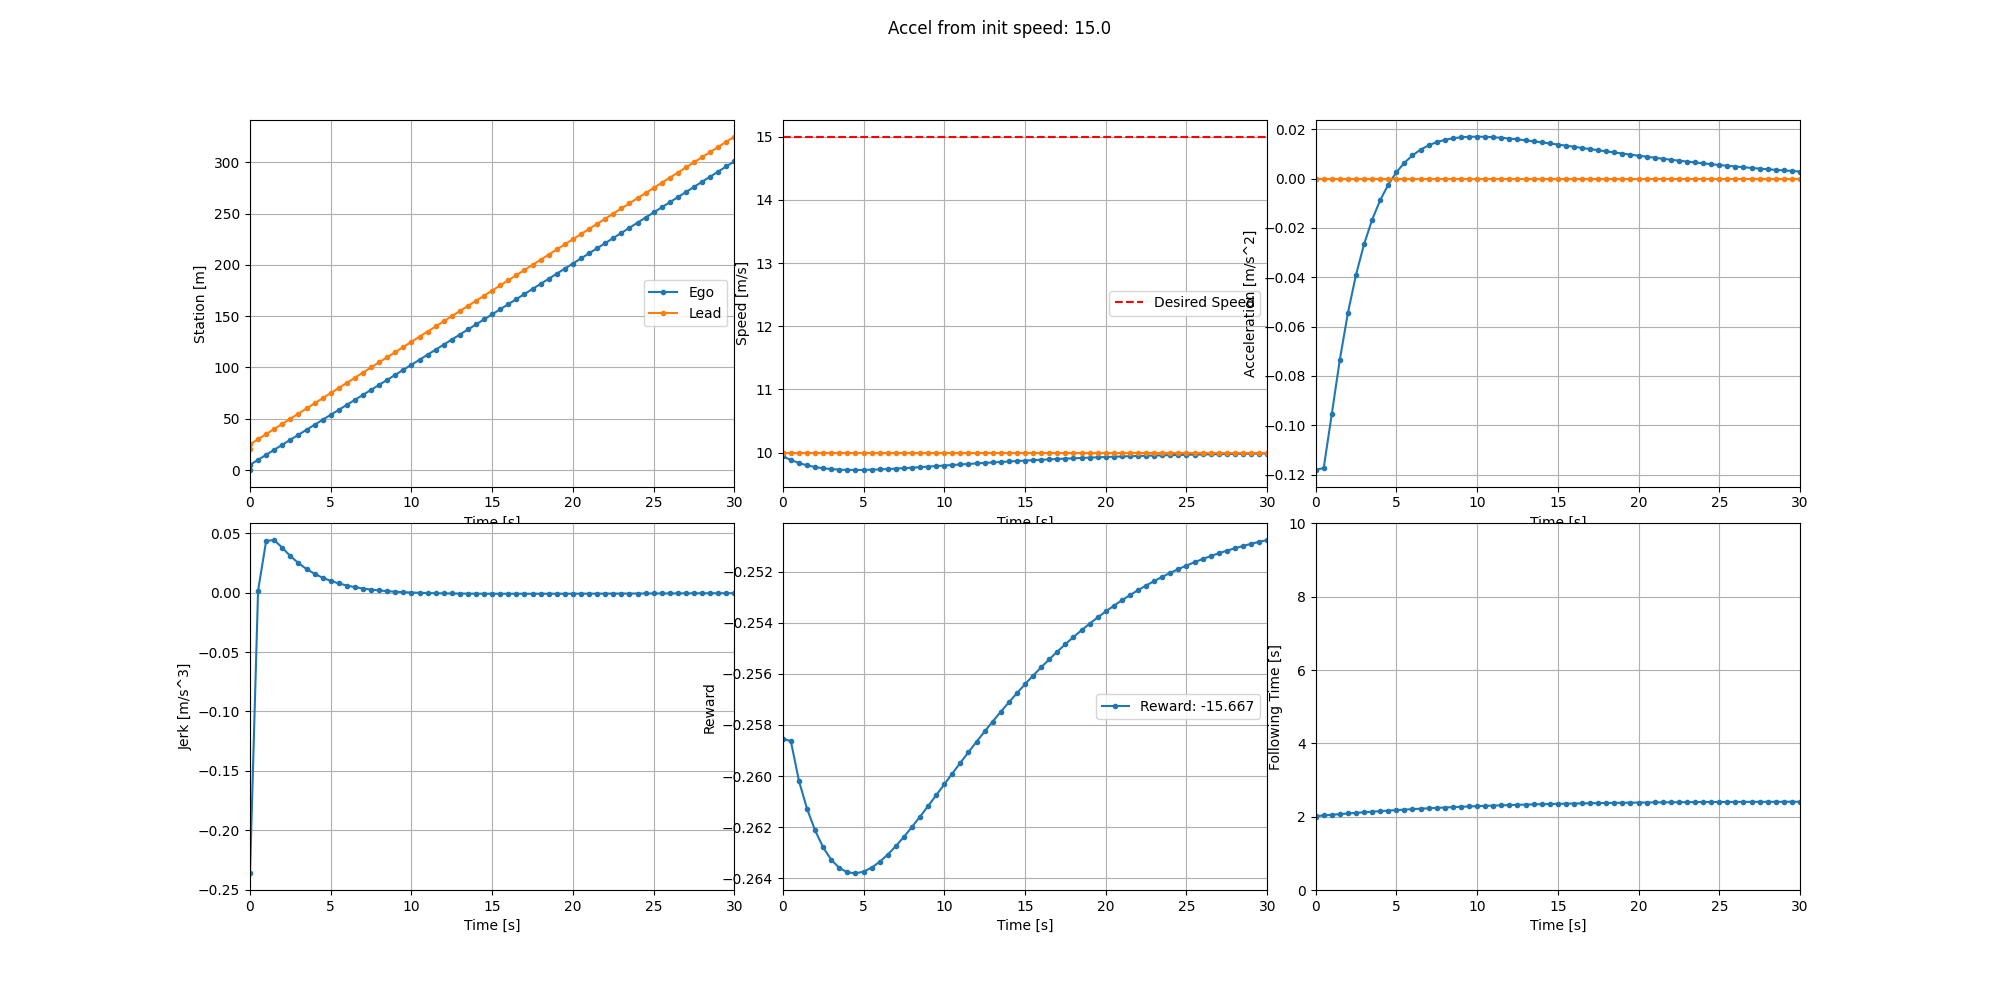 Accel from init speed: 15.0
Station [m]
300
250
200
150
100
50
0
Ego
Lead
0 5 10 15 20 25 30
Time [s]
Speed [m/s]
15
14
13
12
11
10
Desired Speed
0 5 10 15 20 25 30
Time [s]
Acceleration [m/s^2]
0.02
0.00
−0.02
−0.04
−0.06
−0.08
−0.10
−0.12
0 5 10 15 20 25 30
Time [s]
Jerk [m/s^3]
0.05
0.00
−0.05
−0.10
−0.15
−0.20
−0.25
0 5 10 15 20 25 30
Time [s]
Reward
−0.252
−0.254
−0.256
−0.258
−0.260
−0.262
−0.264
Reward: -15.667
0 5 10 15 20 25 30
Time [s]
Following Time [s]
10
8
6
4
2
0
0 5 10 15 20 25 30
Time [s]